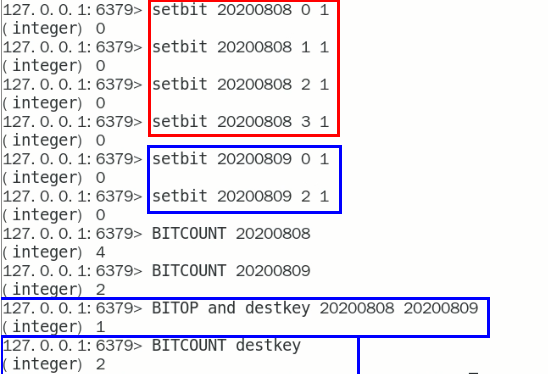 127.0.0.1:6379> setbit 20200808 0 1
(integer) 0
127.0.0.1:6379> setbit 20200808 1 1
(integer) 0
127.0.0.1:6379> setbit 20200808 2 1
(integer) 0
127.0.0.1:6379> setbit 20200808 3 1
(integer) 0
127.0.0.1:6379> setbit 20200809 0 1
(integer) 0
127.0.0.1:6379> setbit 20200809 2 1
(integer) 0
127.0.0.1:6379> BITCOUNT 20200808
(integer) 4
127.0.0.1:6379> BITCOUNT 20200809
(integer) 2
127.0.0.1:6379> BITOP and destkey 20200808 20200809
(integer) 1
127.0.0.1:6379> BITCOUNT destkey
(integer) 2